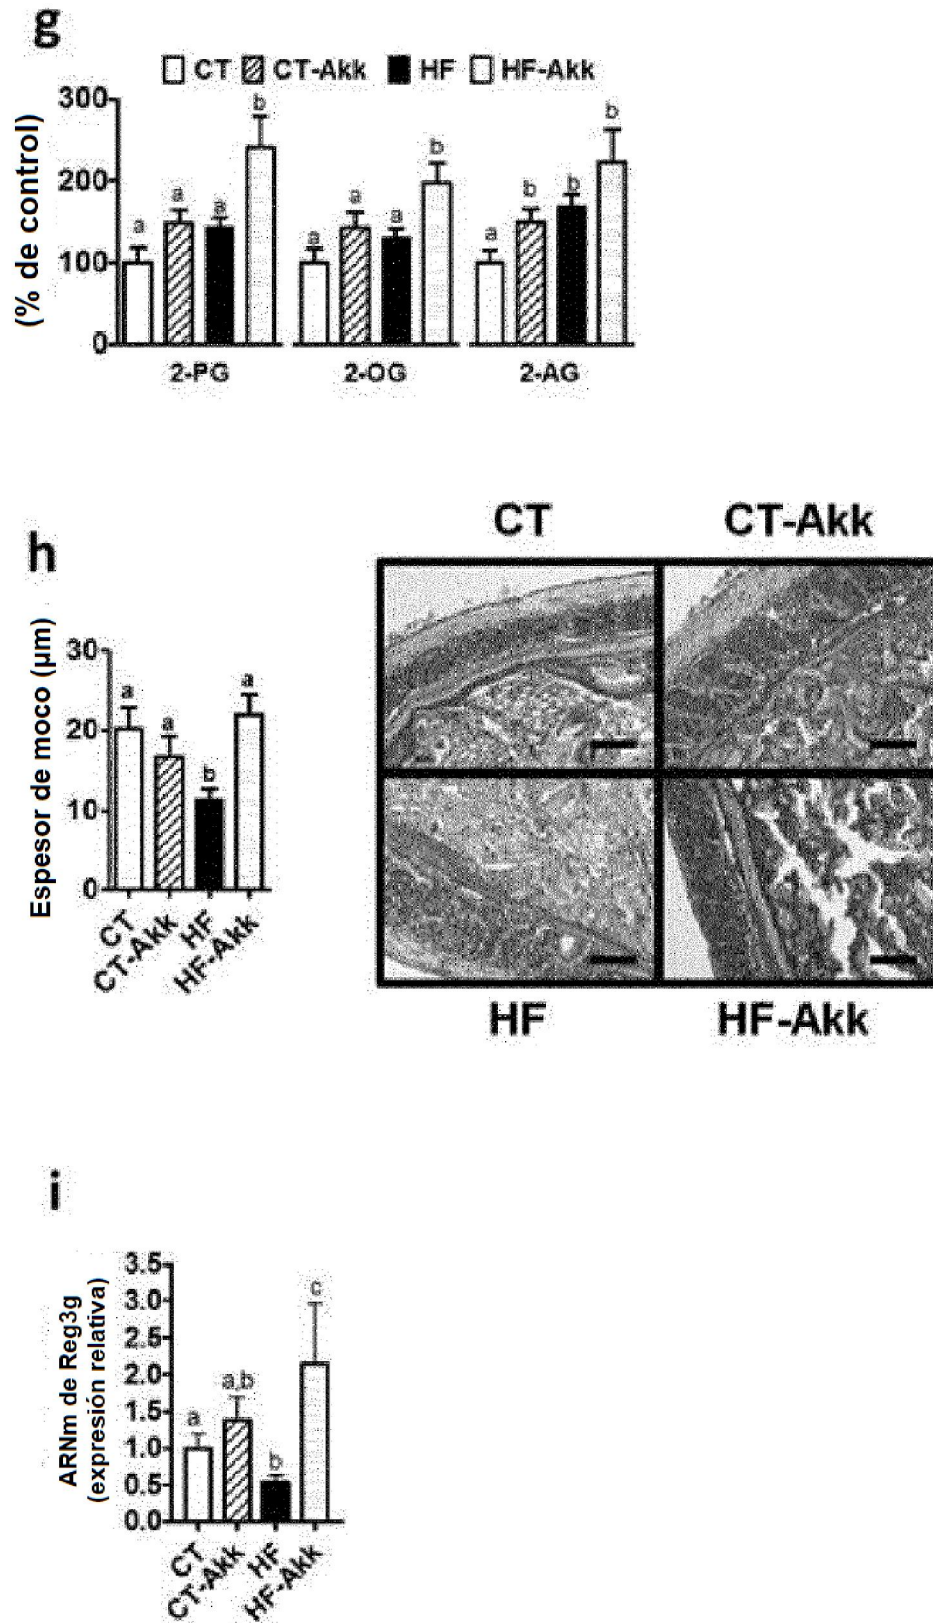 g
CT CT-Akk HF HF-Akk
(% de control)
300
200
100
0
a a a b
a a a b
a b b b
2-PG 2-OG 2-AG
h
CT CT-Akk
Espesor de moco (μm)
30
20
10
0
a a b a
CT CT-Akk HF HF-Akk
HF HF-Akk
i
ARNm de Reg3g
(expresión relativa)
3.5
3.0
2.5
2.0
1.5
1.0
0.5
0.0
a a,b b c
CT CT-Akk HF HF-Akk